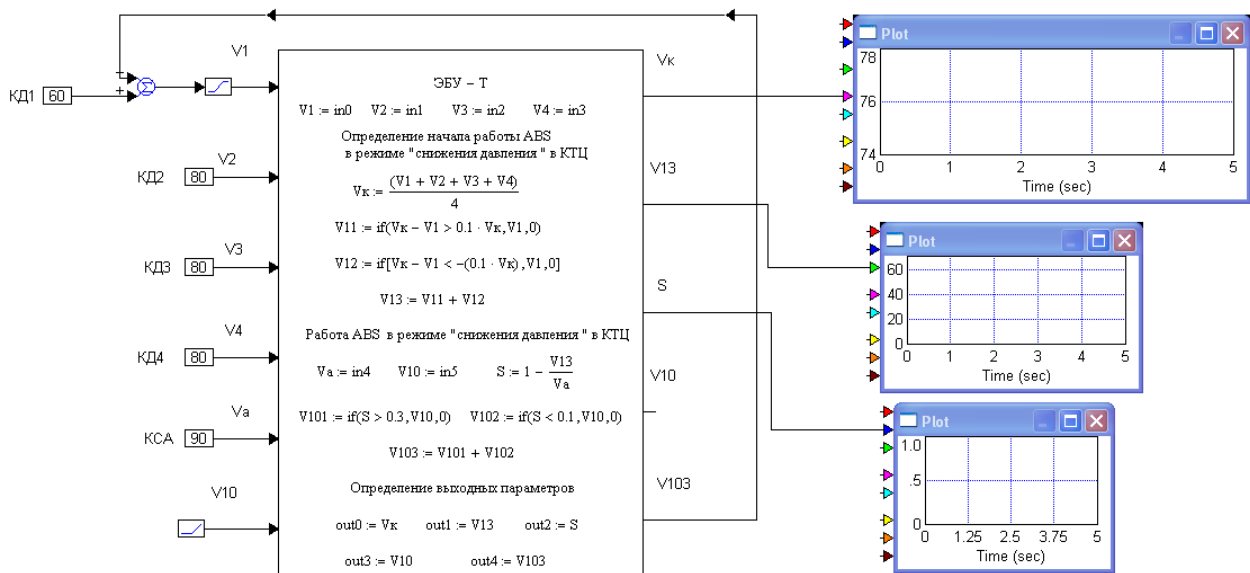 V1
КД1 60
+
+
Σ
V2
КД2 80
V3
КД3 80
V4
КД4 80
Va
КСА 90
V10
ЭБУ – Т
V1 := in0 V2 := in1 V3 := in2 V4 := in3
Определение начала работы ABS
в режиме " снижения давления " в КТЦ
Vк := (V1 + V2 + V3 + V4) / 4
V11 := if(Vк – V1 > 0.1 · Vк, V1, 0)
V12 := if[Vк – V1 < –(0.1 · Vк), V1, 0]
V13 := V11 + V12
Работа ABS в режиме " снижения давления " в КТЦ
Va := in4 V10 := in5 S := 1 – V13 / Va
V101 := if(S > 0.3, V10, 0) V102 := if(S < 0.1, V10, 0)
V103 := V101 + V102
Определение выходных параметров
out0 := Vк out1 := V13 out2 := S
out3 := V10 out4 := V103
Vк
V13
S
V10
V103
Plot
78
76
74
0 1 2 3 4 5
Time (sec)
Plot
60
40
20
0
0 1 2 3 4 5
Time (sec)
Plot
1.0
.5
0
0 1.25 2.5 3.75 5
Time (sec)